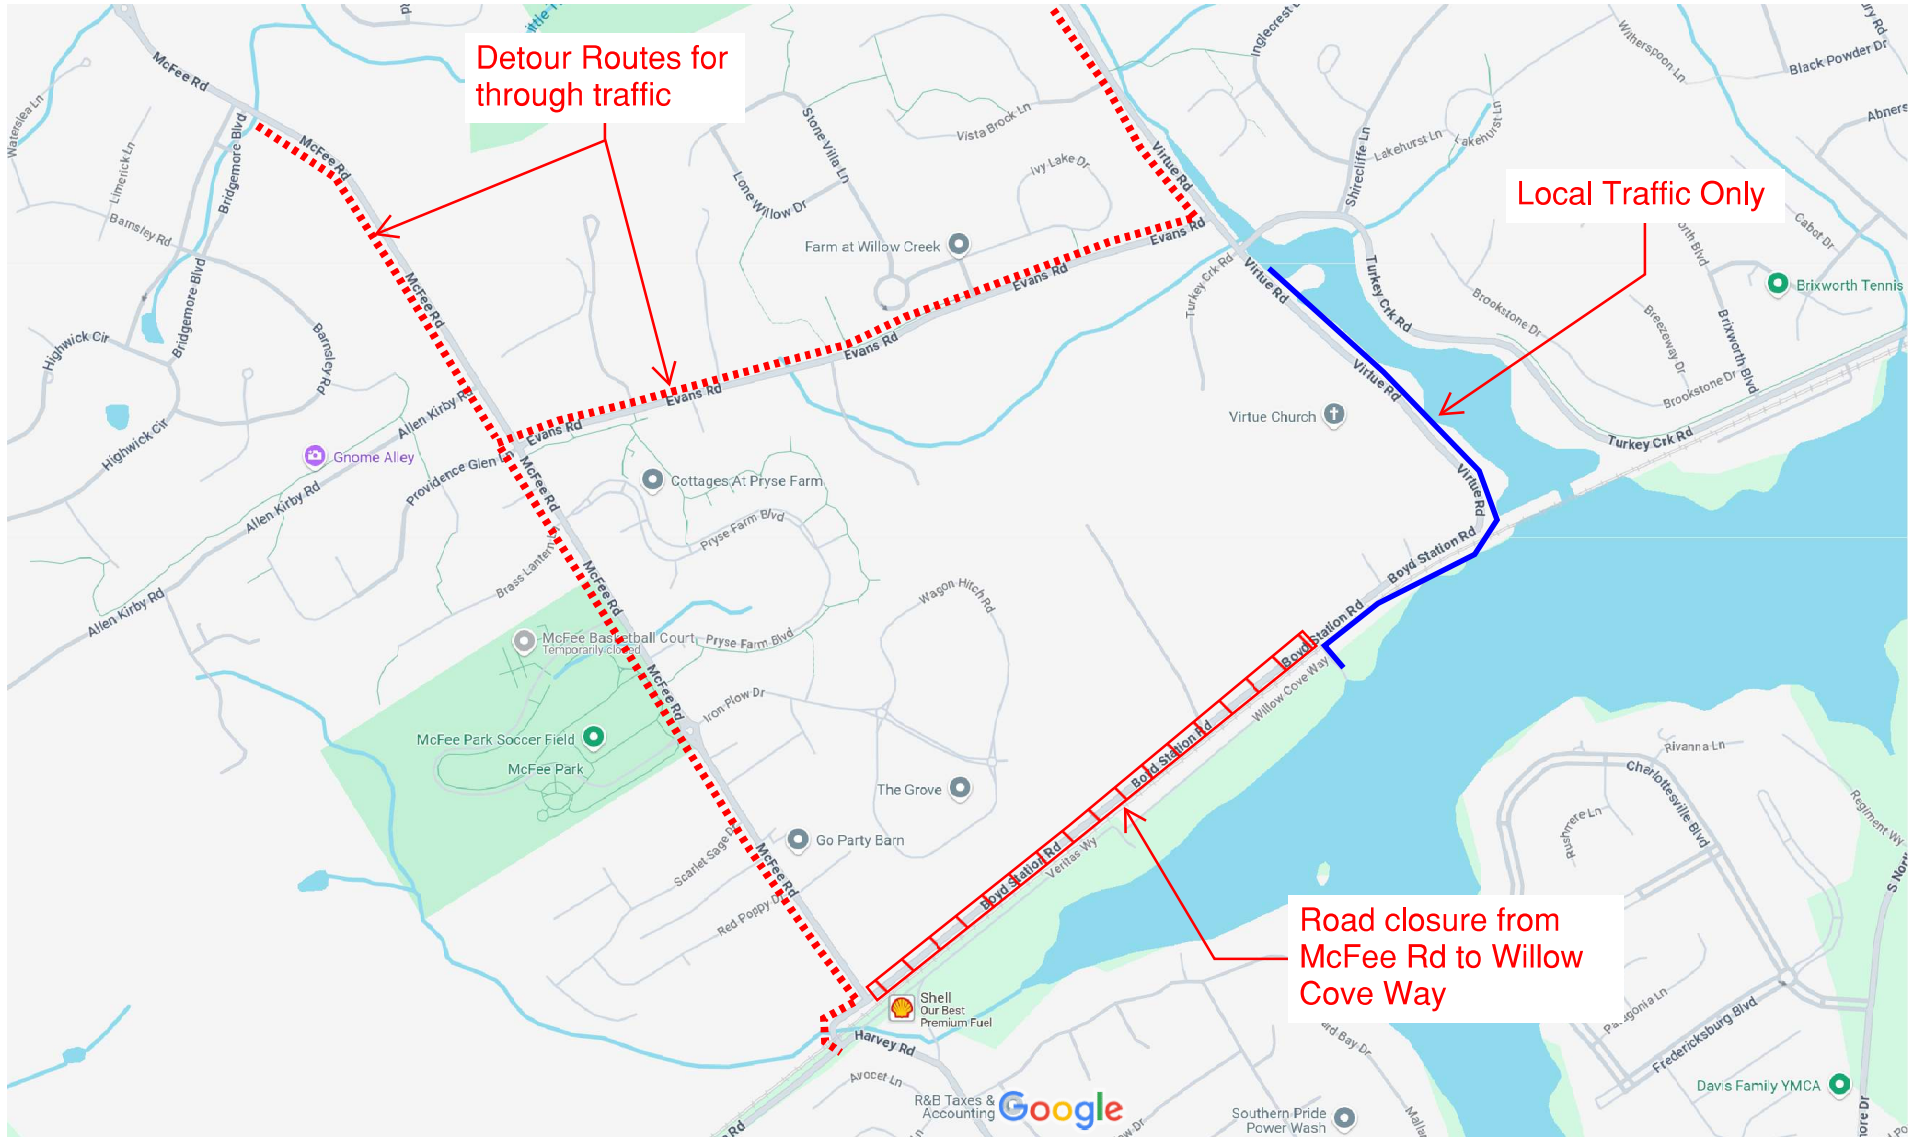 Detour Routes for
through traffic
Local Traffic Only
Road closure from
McFee Rd to Willow
Cove Way
McFee Rd
Waterslea Ln
Limerick Ln
Bridgemore Blvd
McFee Rd
Barnsley Rd
Bridgemore Blvd
Highwick Cir
Barnsley Rd
Highwick Cir
McFee Rd
Allen Kirby Rd
Gnome Alley
Allen Kirby Rd
Allen Kirby Rd
Providence Glen Ln
Evans Rd
McFee Rd
Stone Villa Ln
Lone Willow Dr
Vista Brook Ln
Ivy Lake Dr
Farm at Willow Creek
Evans Rd
Evans Rd
Evans Rd
Evans Rd
Virtue Rd
Inglecrest
Witherspoon Ln
Black Powder Dr
Abners
Shirecliffe Ln
Lakehurst Ln
Lakehurst Ln
Cabot Dr
Brixworth Tennis
Turkey Crk Rd
Virtue Rd
Turkey Crk Rd
Brookstone Dr
Breezeway Dr
Brixworth Blvd
Brookstone Dr
Turkey Crk Rd
Virtue Rd
Virtue Church
Virtue Rd
Boyd Station Rd
Cottages At Pryse Farm
Pryse Farm Blvd
Brass Lantern
McFee Rd
McFee Basketball Court
Temporarily closed
Pryse Farm Blvd
Wagon Hitch Rd
McFee Rd
Iron Plow Dr
McFee Park Soccer Field
McFee Park
The Grove
Go Party Barn
Scarlet Sage Dr
McFee Rd
Red Poppy Dr
Boyd Station Rd
Willow Cove Way
Boyd Station Rd
Boyd Station Rd
Veritas Wy
Shell
Our Best
Premium Fuel
Harvey Rd
Avocet Ln
R&B Taxes &
Accounting
Google
Southern Pride
Power Wash
Rivanna Ln
Charlottesville Blvd
Rushmere Ln
Regiment Wy
Patagonia Ln
Fredericksburg Blvd
Davis Family YMCA